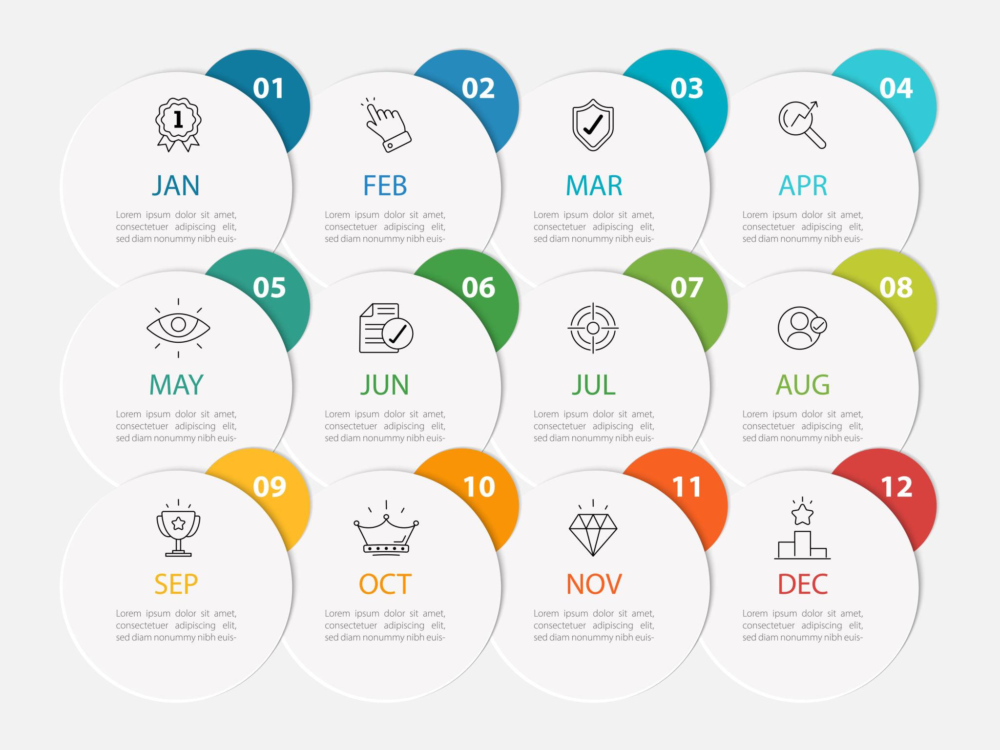 01
1
JAN
Lorem ipsum dolor sit amet,
consectetuer adipiscing elit,
sed diam nonummy nibh euis-
02
FEB
Lorem ipsum dolor sit amet,
consectetuer adipiscing elit,
sed diam nonummy nibh euis-
03
MAR
Lorem ipsum dolor sit amet,
consectetuer adipiscing elit,
sed diam nonummy nibh euis-
04
APR
Lorem ipsum dolor sit amet,
consectetuer adipiscing elit,
sed diam nonummy nibh euis-
05
MAY
Lorem ipsum dolor sit amet,
consectetuer adipiscing elit,
sed diam nonummy nibh euis-
06
JUN
Lorem ipsum dolor sit amet,
consectetuer adipiscing elit,
sed diam nonummy nibh euis-
07
JUL
Lorem ipsum dolor sit amet,
consectetuer adipiscing elit,
sed diam nonummy nibh euis-
08
AUG
Lorem ipsum dolor sit amet,
consectetuer adipiscing elit,
sed diam nonummy nibh euis-
09
SEP
Lorem ipsum dolor sit amet,
consectetuer adipiscing elit,
sed diam nonummy nibh euis-
10
OCT
Lorem ipsum dolor sit amet,
consectetuer adipiscing elit,
sed diam nonummy nibh euis-
11
NOV
Lorem ipsum dolor sit amet,
consectetuer adipiscing elit,
sed diam nonummy nibh euis-
12
DEC
Lorem ipsum dolor sit amet,
consectetuer adipiscing elit,
sed diam nonummy nibh euis-